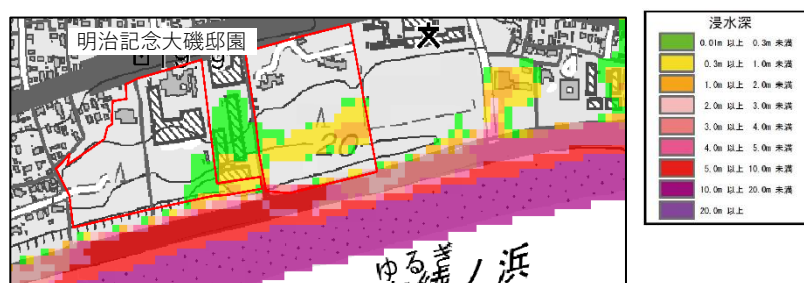 明治記念大磯邸園
20
ゆるぎ
ノ浜
浸水深
0.01m 以上 0.3m 未満
0.3m 以上 1.0m 未満
1.0m 以上 2.0m 未満
2.0m 以上 3.0m 未満
3.0m 以上 4.0m 未満
4.0m 以上 5.0m 未満
5.0m 以上 10.0m 未満
10.0m 以上 20.0m 未満
20.0m 以上